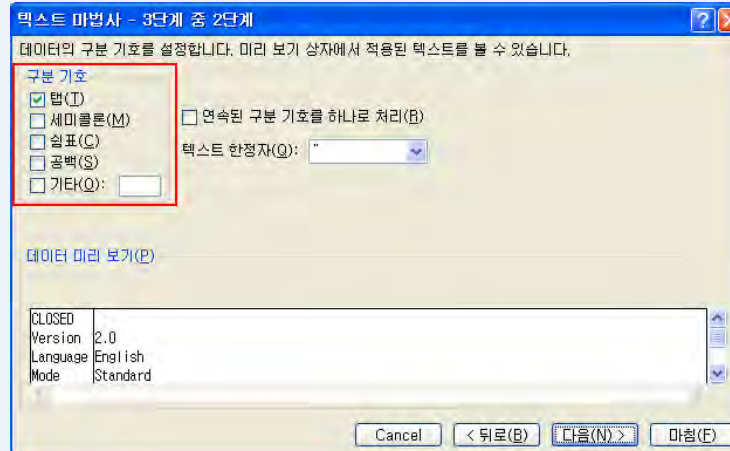 텍스트 마법사 - 3단계 중 2단계
데이터의 구분 기호를 설정합니다. 미리 보기 상자에서 적용된 텍스트를 볼 수 있습니다.
구분 기호
탭(T)
세미콜론(M)
쉼표(C)
공백(S)
기타(O):
연속된 구분 기호를 하나로 처리(R)
텍스트 한정자(Q): "
데이터 미리 보기(P)
CLOSED
Version 2.0
Language English
Mode Standard
Cancel < 뒤로(B) 다음(N) > 마침(F)